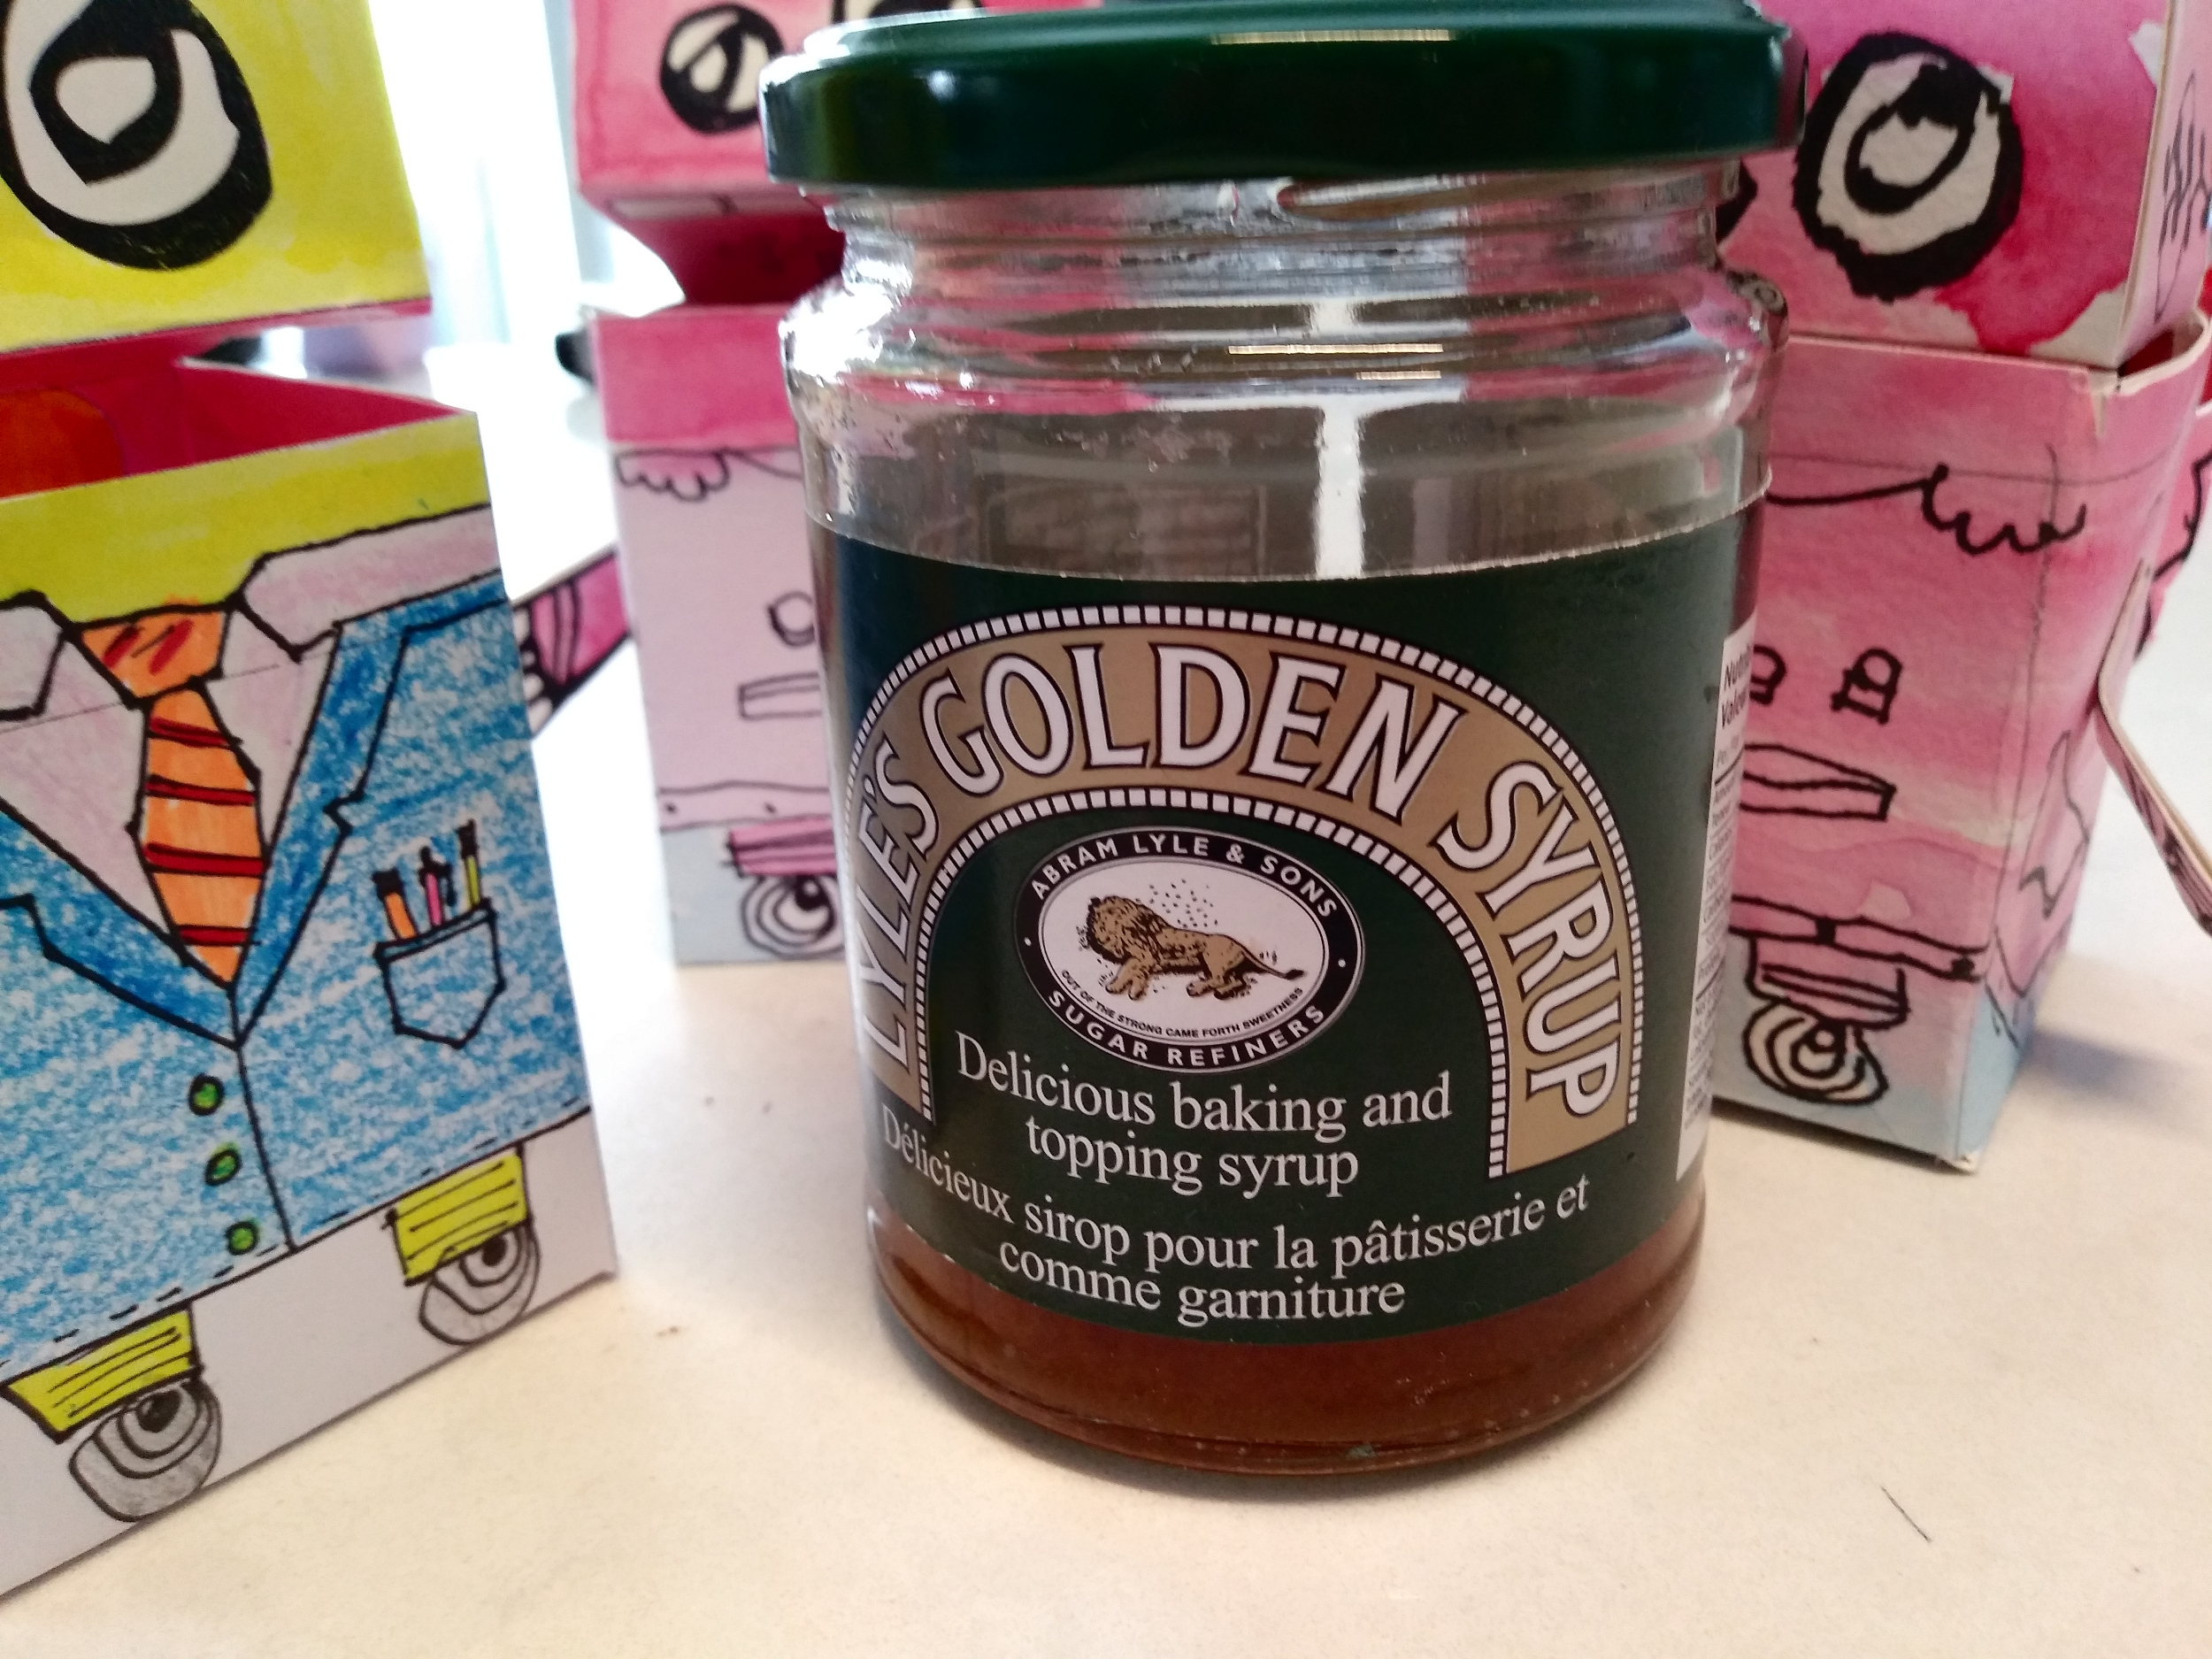 LYLE'S GOLDEN SYRUP
ABRAM LYLE & SONS
OUT OF THE STRONG CAME FORTH SWEETNESS
SUGAR REFINERS
Delicious baking and
topping syrup
Délicieux sirop pour la pâtisserie et
comme garniture